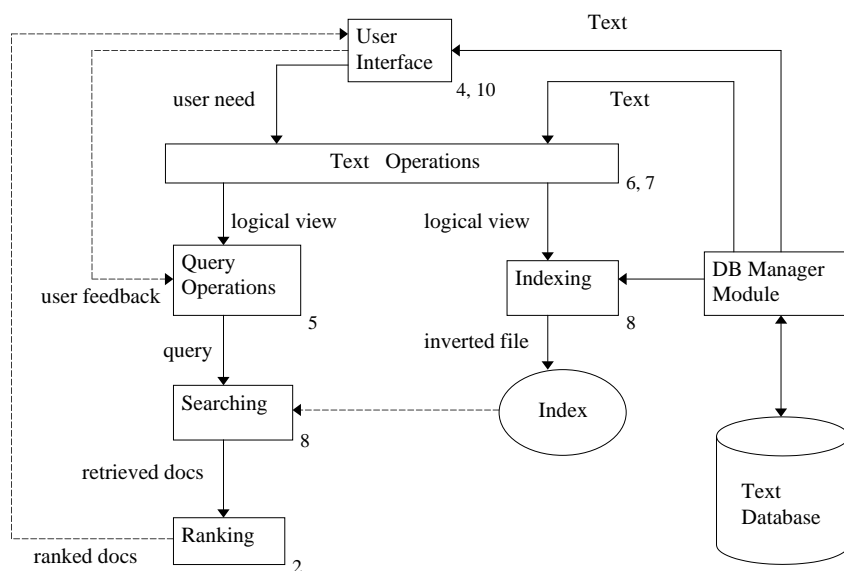 Text
User
Interface
4, 10
user need
Text
Text Operations
6, 7
logical view
logical view
Query
Operations
user feedback
5
Indexing
8
DB Manager
Module
query
inverted file
Searching
8
Index
retrieved docs
Text
Database
Ranking
2
ranked docs